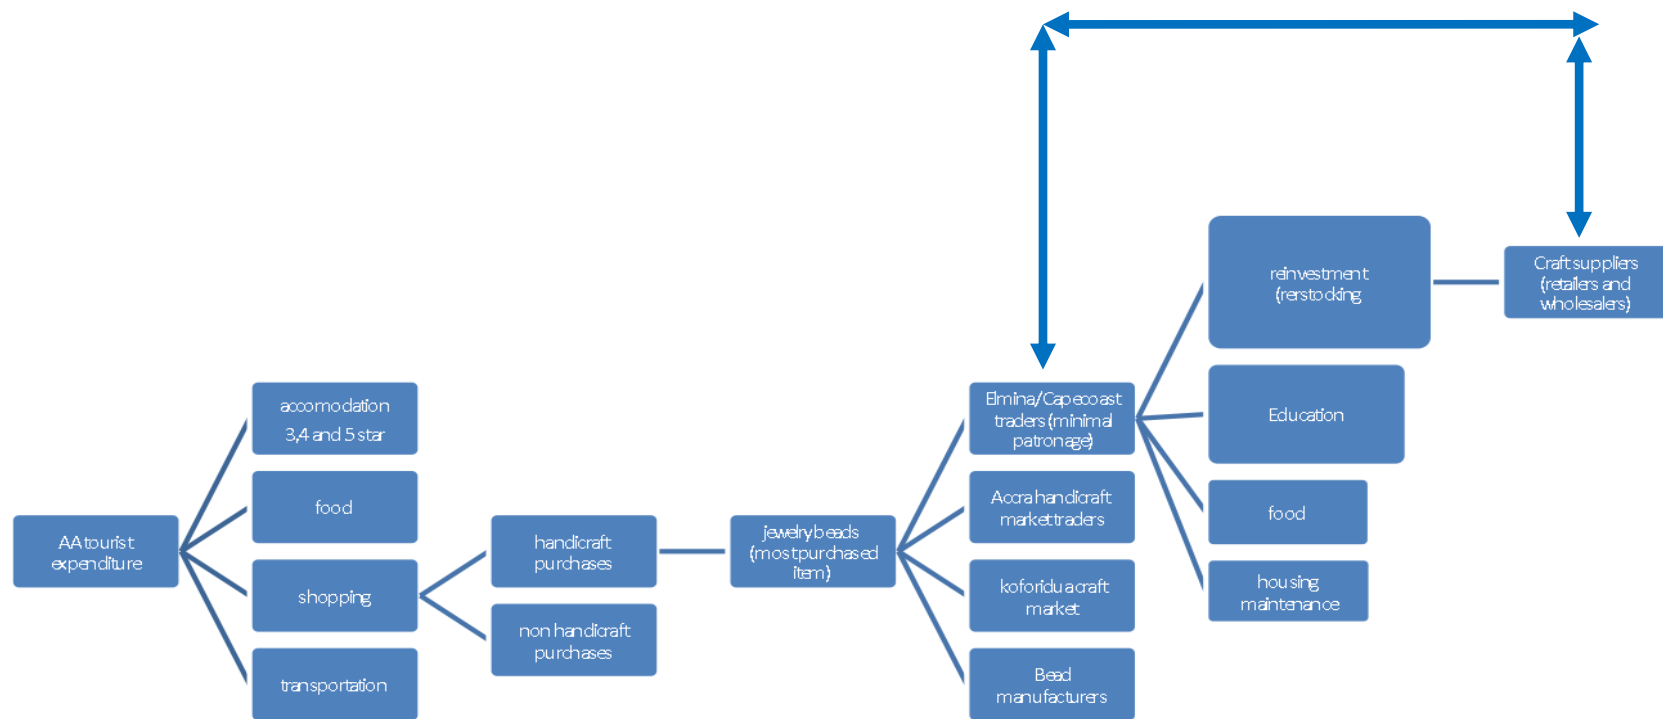 AA tourist
expenditure
accomodation
3,4 and 5 star
food
shopping
transportation
handicraft
purchases
non handicraft
purchases
jewelry beads
(most purchased
item)
Elmina/Cape coast
traders (minimal
patronage)
Accra handicraft
market traders
koforidua craft
market
Bead
manufacturers
reinvestment
(rerstocking
Education
food
housing
maintenance
Craft suppliers
(retailers and
wholesalers)